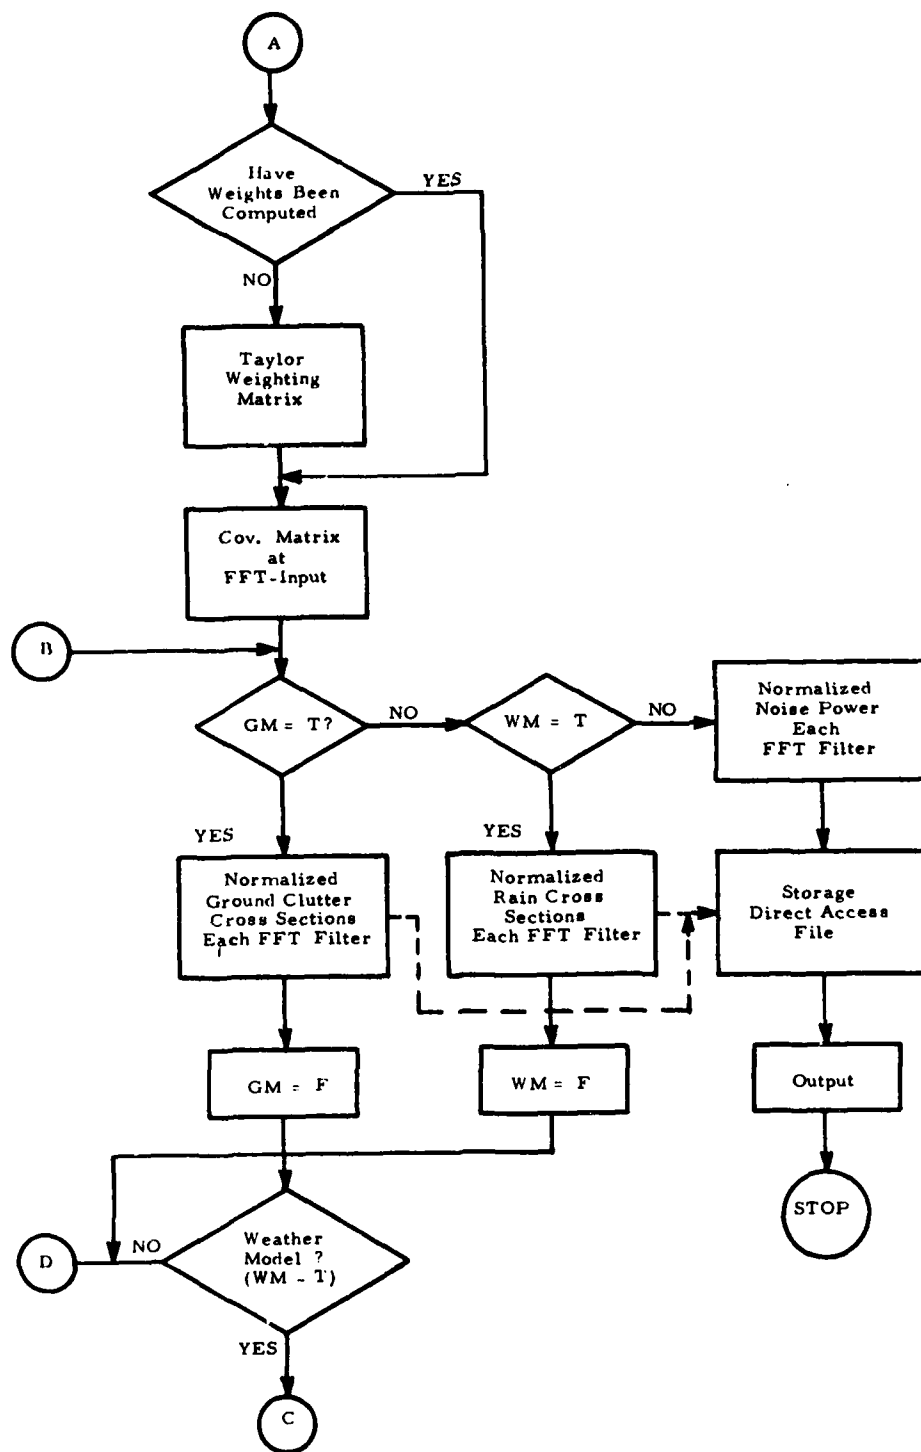 A
Have
Weights Been
Computed
YES
NO
Taylor
Weighting
Matrix
Cov. Matrix
at
FFT-Input
B
GM = T?
NO
WM = T
NO
Normalized
Noise Power
Each
FFT Filter
YES
YES
Normalized
Ground Clutter
Cross Sections
Each FFT Filter
Normalized
Rain Cross
Sections
Each FFT Filter
Storage
Direct Access
File
GM = F
WM = F
Output
STOP
D
NO
Weather
Model ?
(WM - T)
YES
C